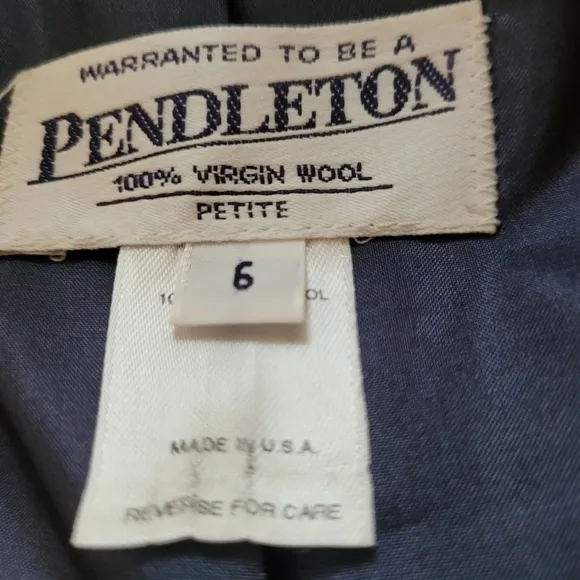 WARRANTED TO BE A
PENDLETON
100% VIRGIN WOOL
PETITE
6
MADE IN U.S.A.
REVERSE FOR CARE